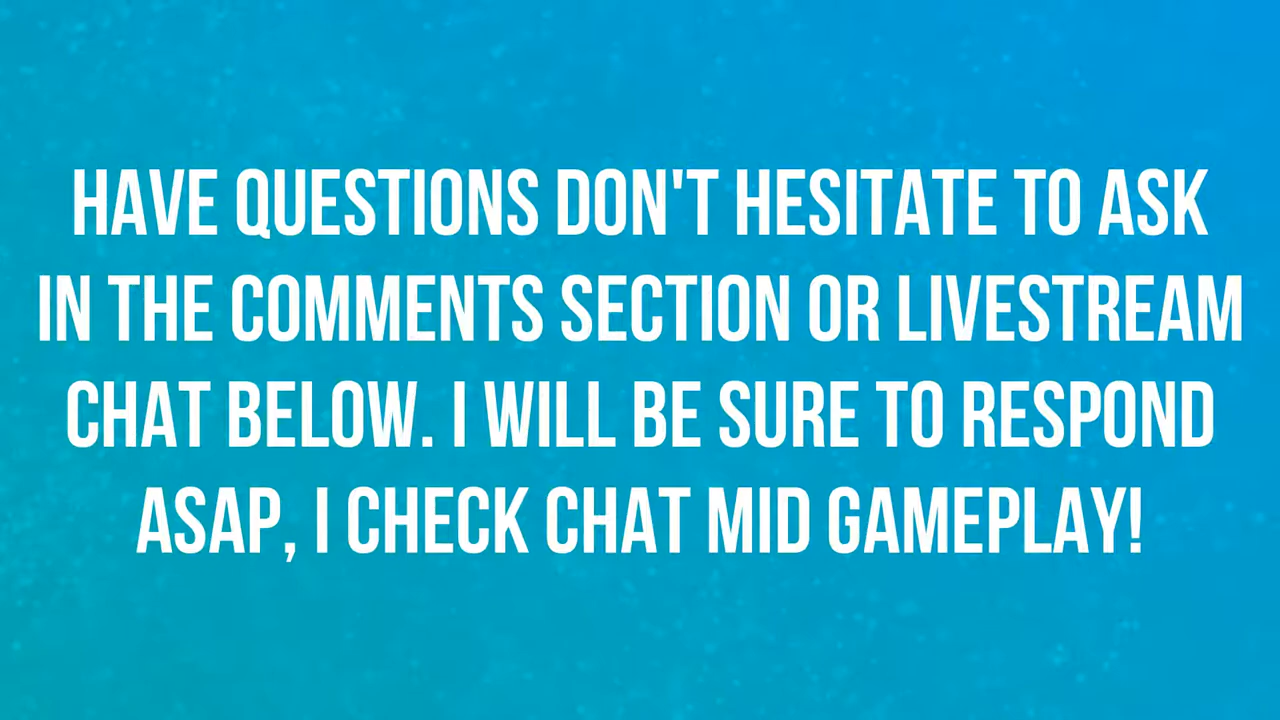 HAVE QUESTIONS DON'T HESITATE TO ASK
IN THE COMMENTS SECTION OR LIVESTREAM
CHAT BELOW. I WILL BE SURE TO RESPOND
ASAP, I CHECK CHAT MID GAMEPLAY!